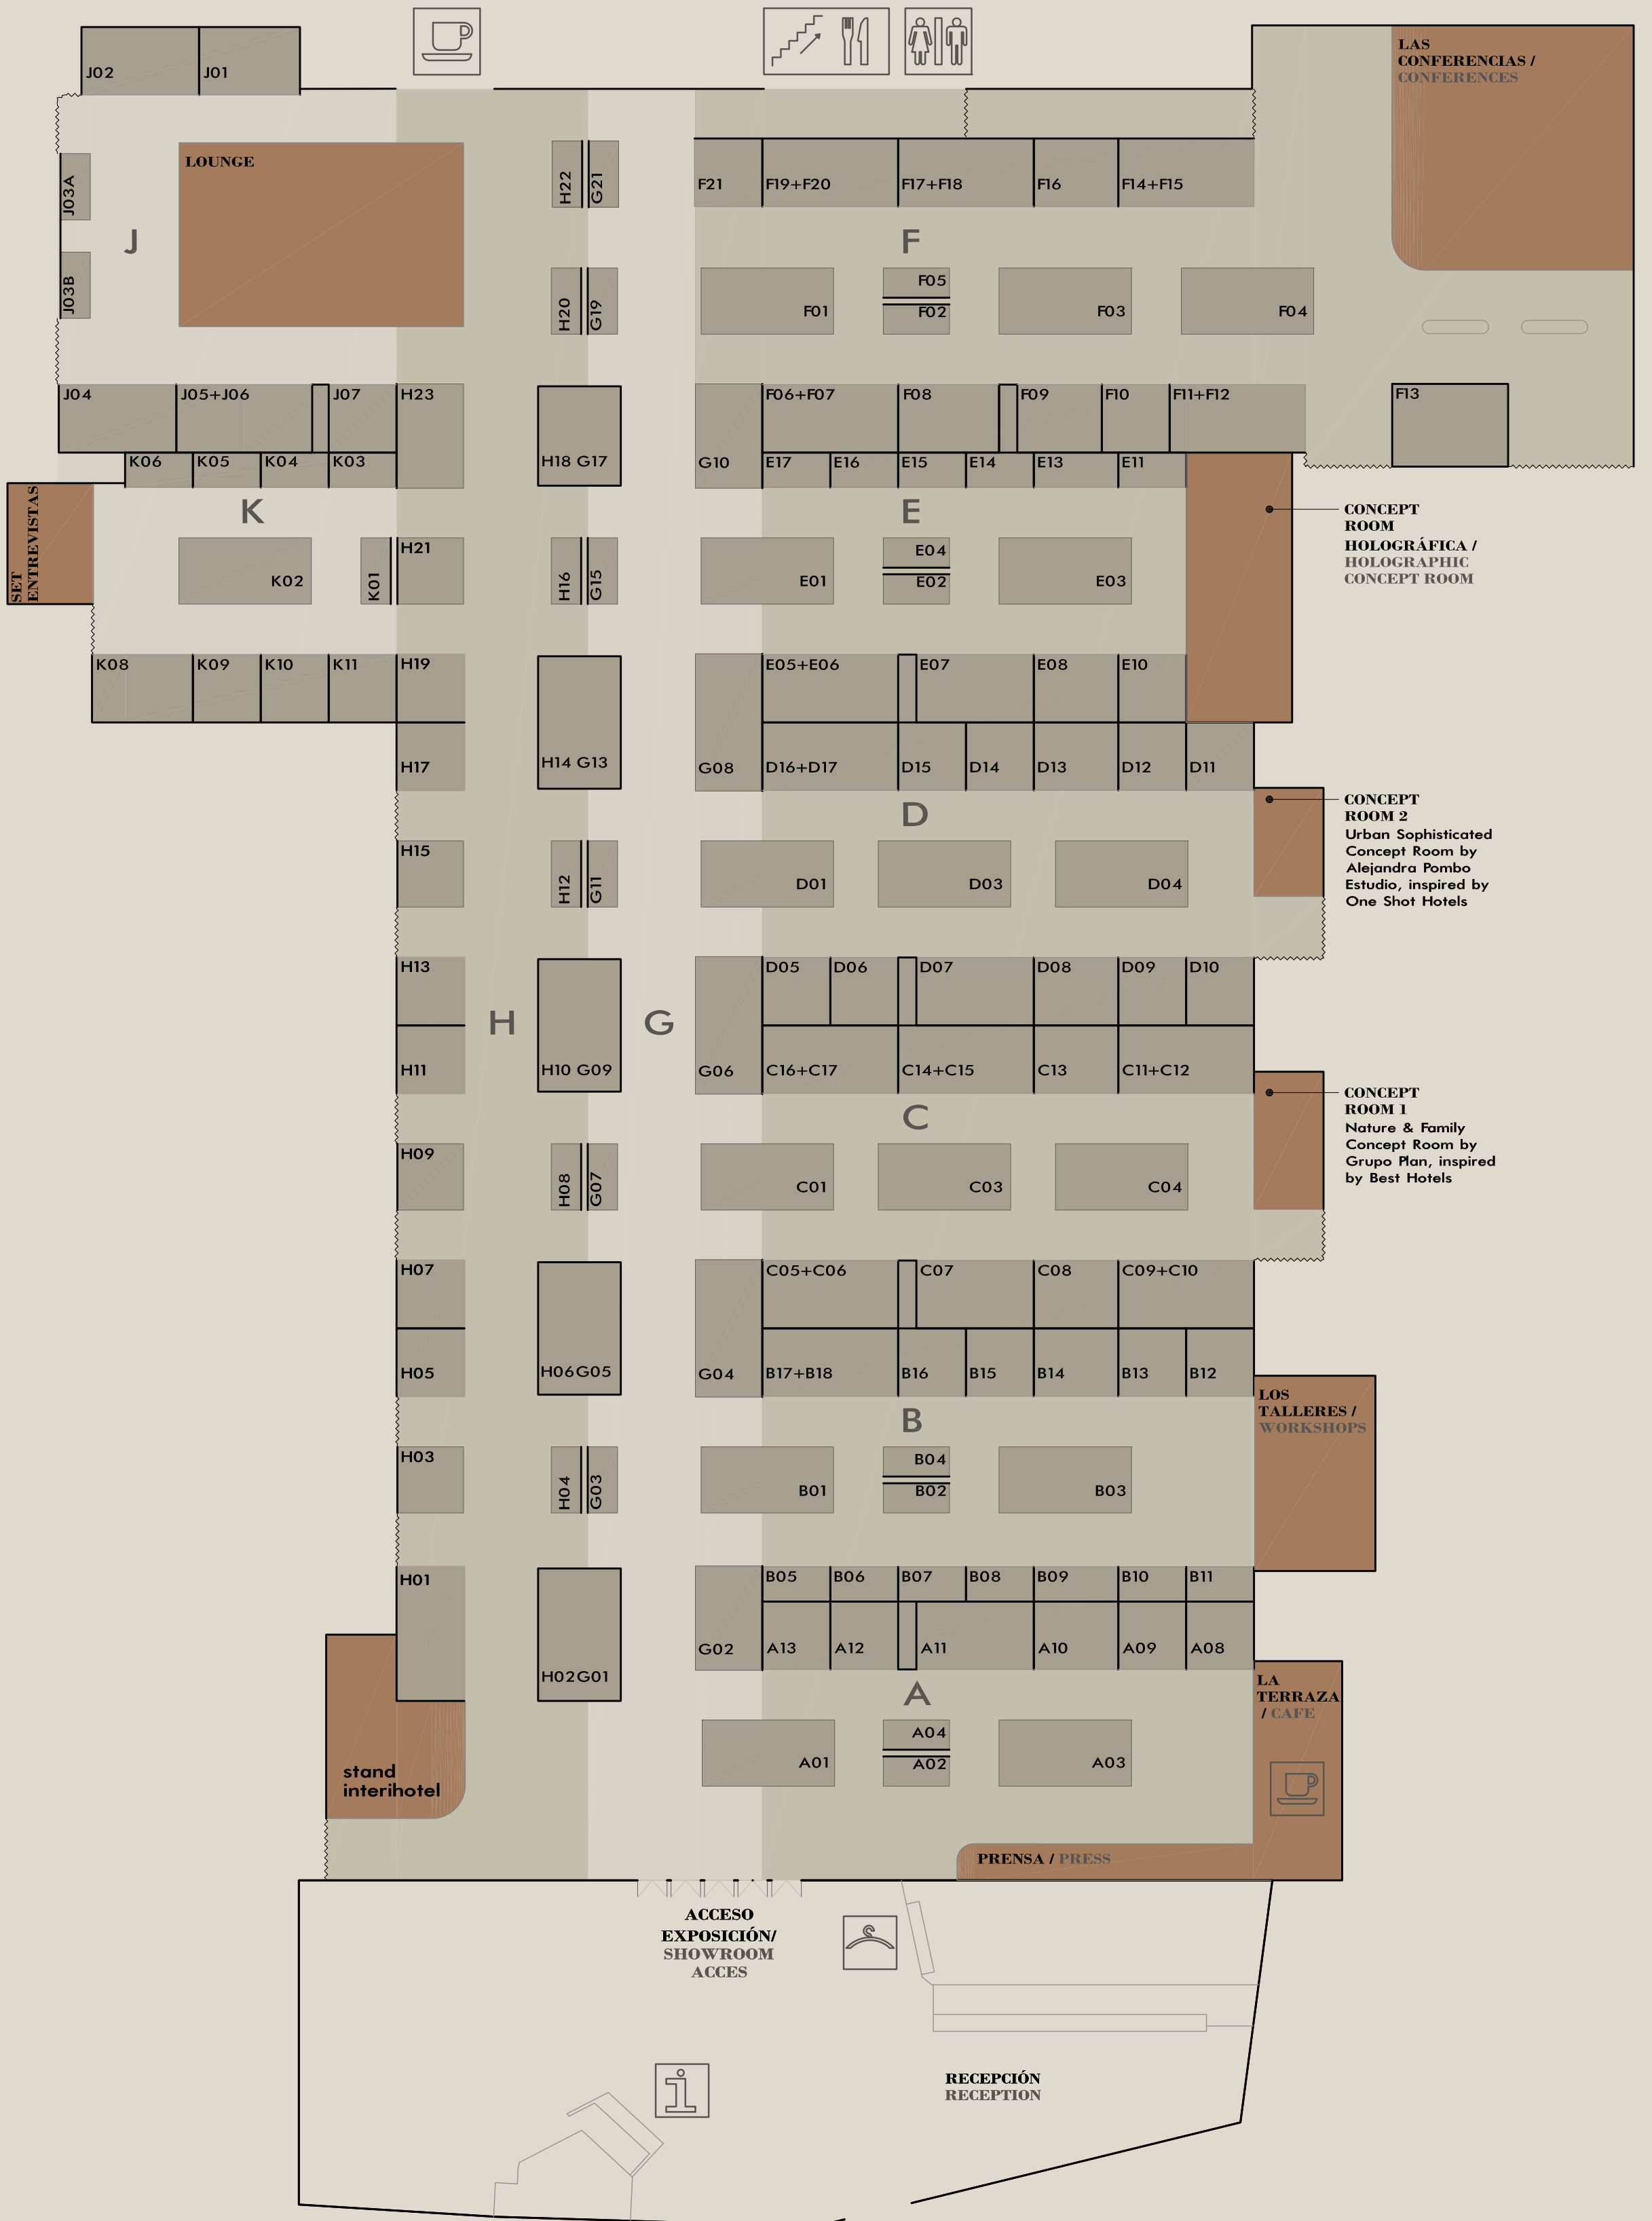 J02
J01
LAS
CONFERENCIAS /
CONFERENCES
LOUNGE
J03A
J03B
J
H22
G21
F21
F19+F20
F17+F18
F16
F14+F15
F
H20
G19
F01
F05
F02
F03
F04
J04
J05+J06
J07
H23
H18 G17
G10
F06+F07
F08
F09
F10
F11+F12
F13
K06
K05
K04
K03
E17
E16
E15
E14
E13
E11
SET
ENTREVISTAS
K
E
CONCEPT
ROOM
HOLOGRÁFICA /
HOLOGRAPHIC
CONCEPT ROOM
K02
K01
H21
H16
G15
E01
E04
E02
E03
K08
K09
K10
K11
H19
H17
H14 G13
G08
E05+E06
E07
E08
E10
D16+D17
D15
D14
D13
D12
D11
D
CONCEPT
ROOM 2
Urban Sophisticated
Concept Room by
Alejandra Pombo
Estudio, inspired by
One Shot Hotels
H15
H12
G11
D01
D03
D04
H13
H11
H
H10 G09
G
G06
D05
D06
D07
D08
D09
D10
C16+C17
C14+C15
C13
C11+C12
C
CONCEPT
ROOM 1
Nature & Family
Concept Room by
Grupo Plan, inspired
by Best Hotels
H09
H08
G07
C01
C03
C04
H07
H05
H06G05
G04
C05+C06
C07
C08
C09+C10
B17+B18
B16
B15
B14
B13
B12
B
LOS
TALLERES /
WORKSHOPS
H03
H04
G03
B01
B04
B02
B03
H01
H02G01
G02
B05
B06
B07
B08
B09
B10
B11
A13
A12
A11
A10
A09
A08
A
LA
TERRAZA
/ CAFE
A01
A04
A02
A03
stand
interihotel
PRENSA / PRESS
ACCESO
EXPOSICIÓN/
SHOWROOM
ACCES
i
RECEPCIÓN
RECEPTION